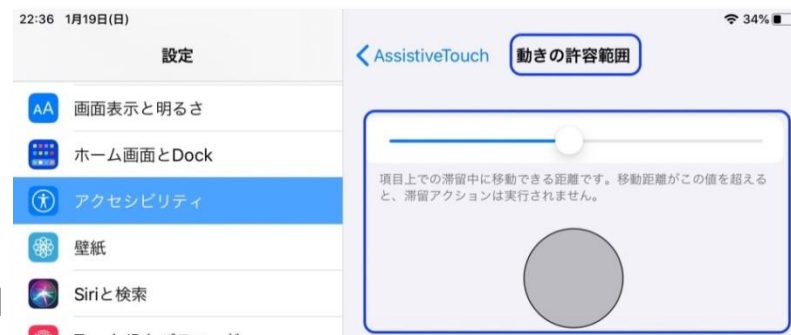 22:36 1月19日(日)
34%
設定
AssistiveTouch
動きの許容範囲
AA 画面表示と明るさ
ホーム画面とDock
アクセシビリティ
壁紙
Siriと検索
項目上での滞留中に移動できる距離です。移動距離がこの値を超える
と、滞留アクションは実行されません。